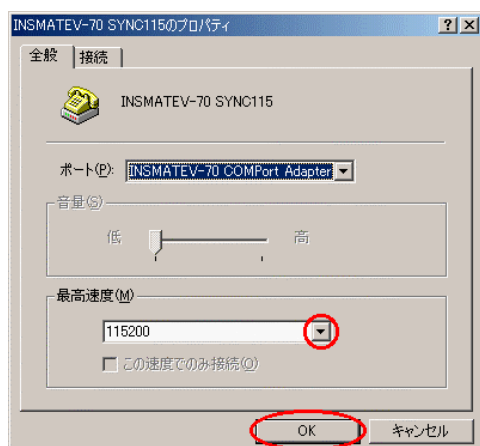 INSMATEV-70 SYNC115のプロパティ
全般 接続
INSMATEV-70 SYNC115
ポート(P): INSMATEV-70 COMPort Adapter
音量(S)
低 高
最高速度(M)
115200
この速度でのみ接続(O)
OK キャンセル